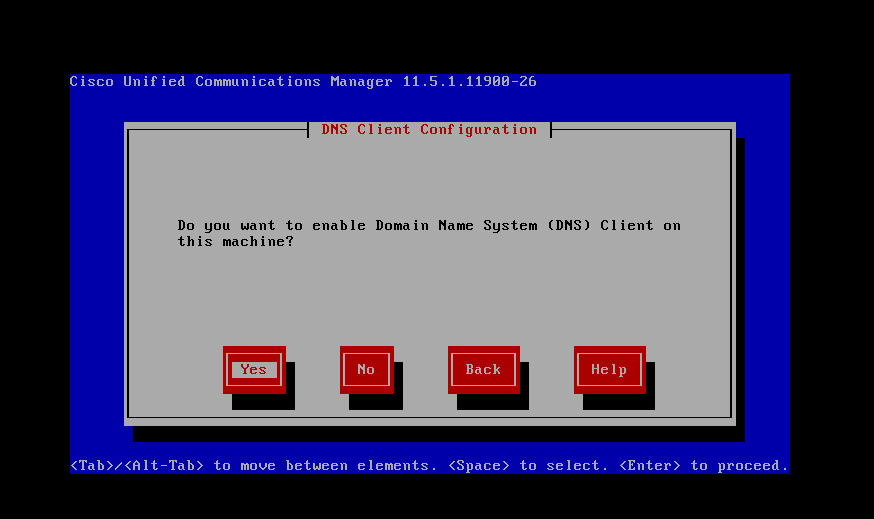 Cisco Unified Communications Manager 11.5.1.11900-26
DNS Client Configuration
Do you want to enable Domain Name System (DNS) Client on
this machine?
Yes No Back Help
<Tab>/<Alt-Tab> to move between elements. <Space> to select. <Enter> to proceed.